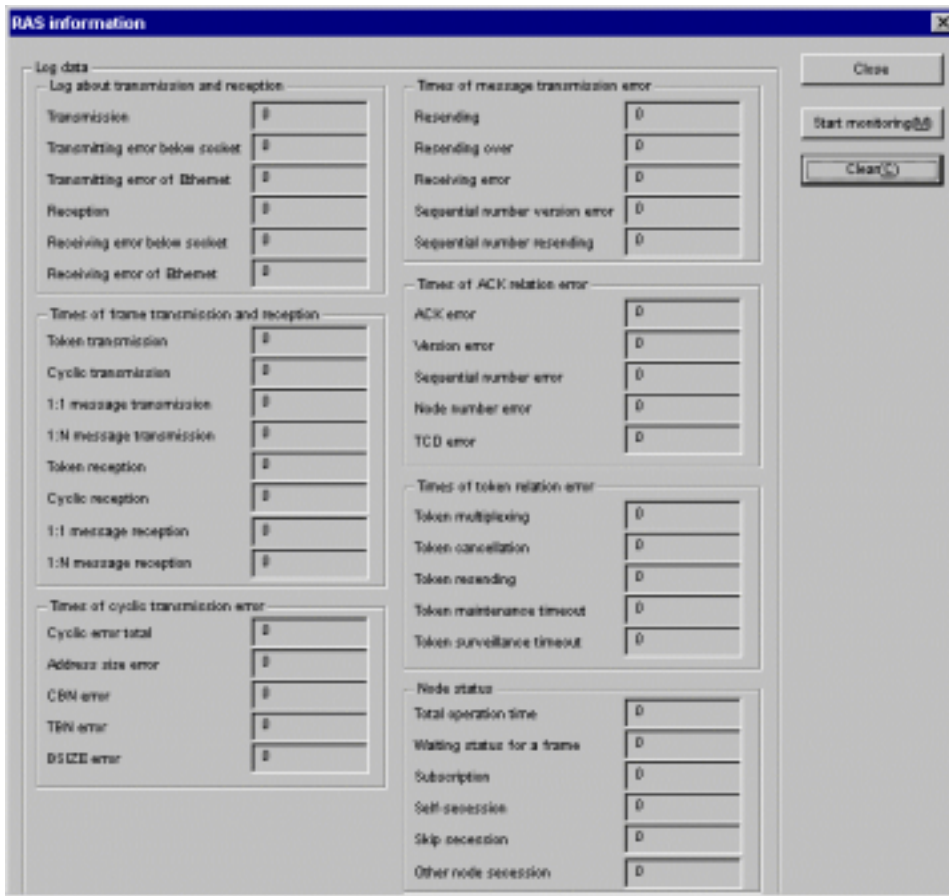 RAS information
Log data
Log about transmission and reception
Transmission 0
Transmitting error below socket 0
Transmitting error of Ethernet 0
Reception 0
Receiving error below socket 0
Receiving error of Ethernet 0
Times of frame transmission and reception
Token transmission 0
Cyclic transmission 0
1:1 message transmission 0
1:N message transmission 0
Token reception 0
Cyclic reception 0
1:1 message reception 0
1:N message reception 0
Times of cyclic transmission error
Cyclic error total 0
Address size error 0
CBN error 0
TBN error 0
BSIZE error 0
Times of message transmission error
Resending 0
Resending over 0
Receiving error 0
Sequential number version error 0
Sequential number resending 0
Times of ACK relation error
ACK error 0
Version error 0
Sequential number error 0
Node number error 0
TCD error 0
Times of token relation error
Token multiplexing 0
Token cancellation 0
Token resending 0
Token maintenance timeout 0
Token surveillance timeout 0
Node status
Total operation time 0
Waiting status for a frame 0
Subscription 0
Self-secession 0
Skip secession 0
Other node secession 0
Close
Start monitoring(M)
Clear(C)